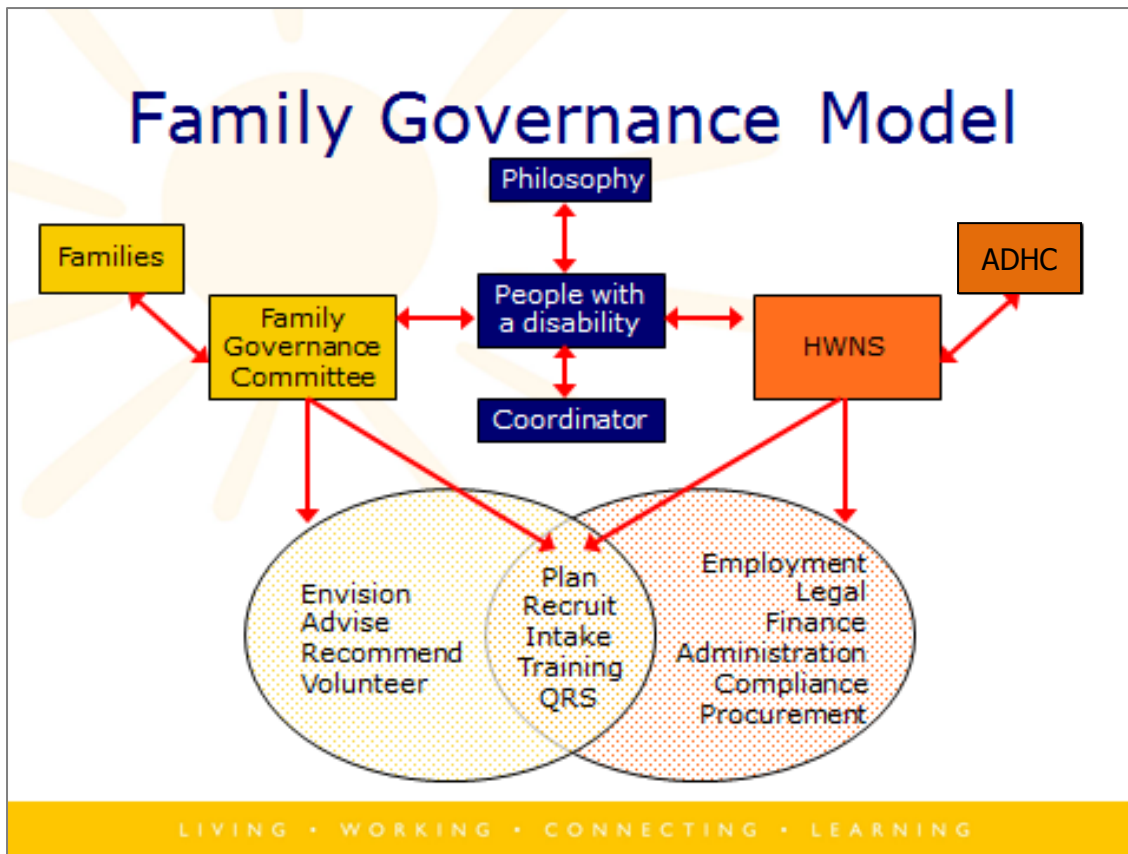 Family Governance Model
Philosophy
Families
ADHC
People with
a disability
Family
Governance
Committee
HWNS
Coordinator
Envision
Advise
Recommend
Volunteer
Plan
Recruit
Intake
Training
QRS
Employment
Legal
Finance
Administration
Compliance
Procurement
LIVING • WORKING • CONNECTING • LEARNING